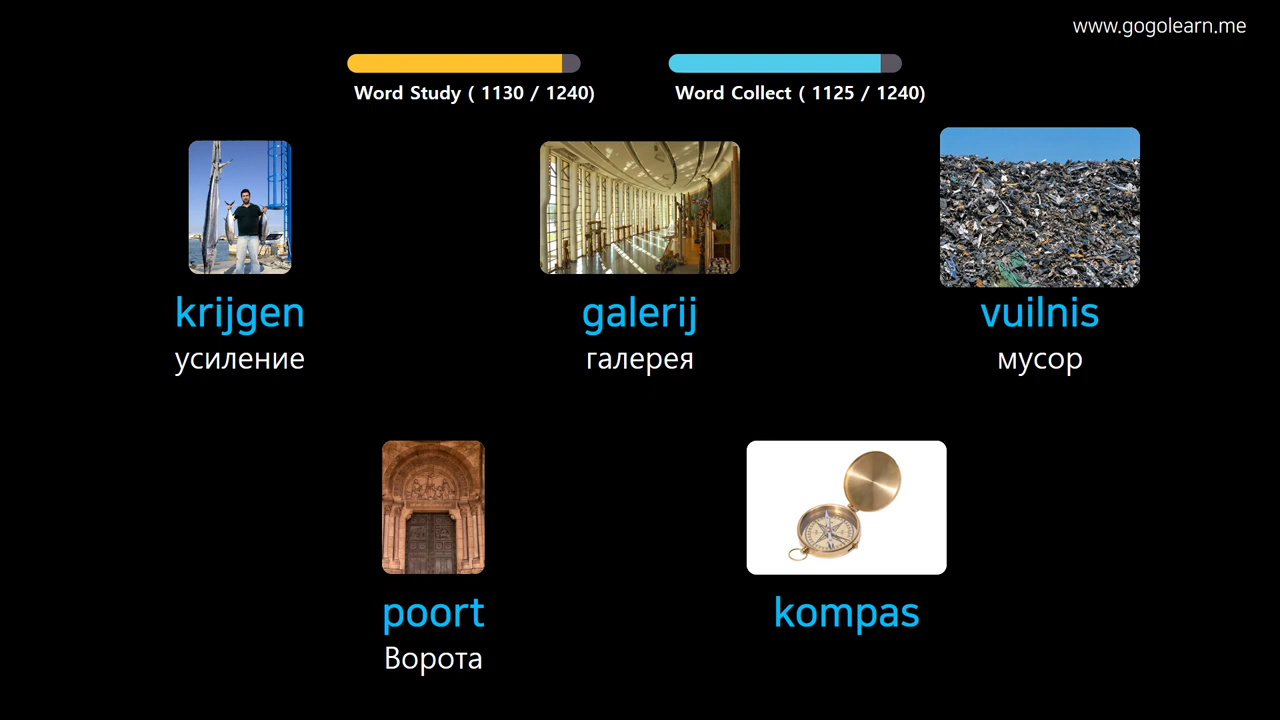 www.gogolearn.me
Word Study ( 1130 / 1240)
Word Collect ( 1125 / 1240)
krijgen
усиление
galerij
галерея
vuilnis
мусор
poort
Ворота
kompas